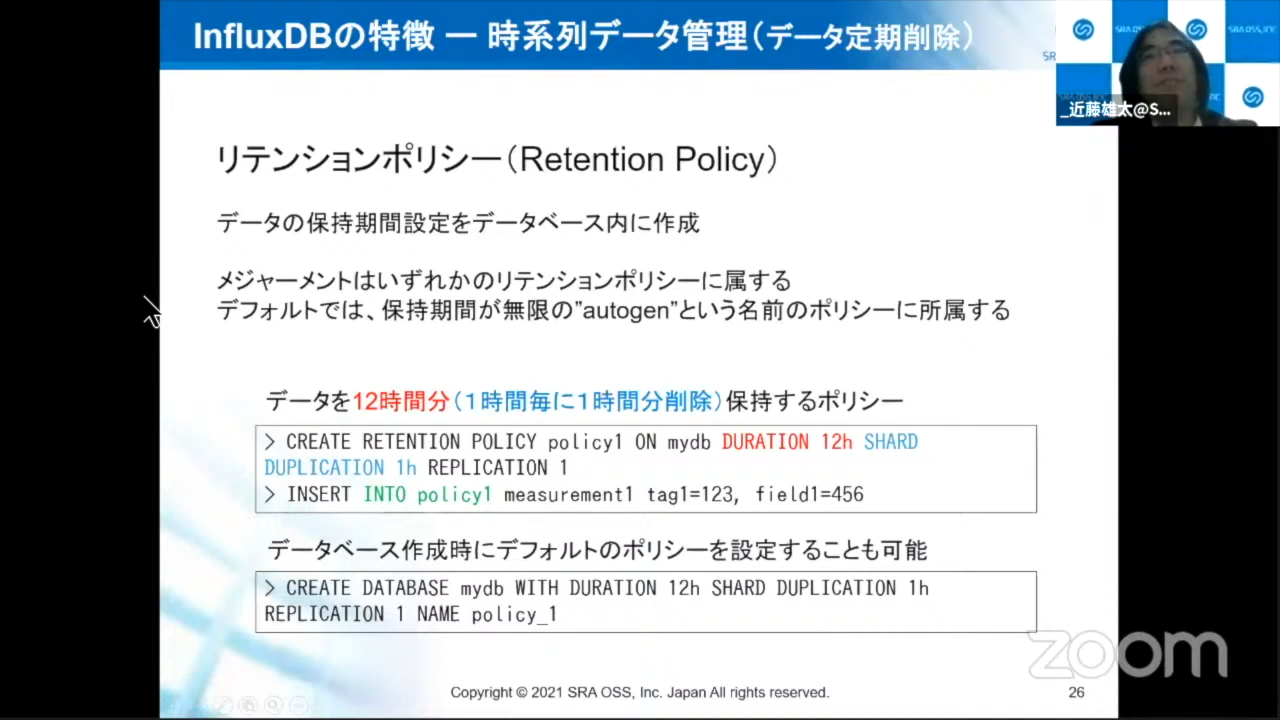 InfluxDBの特徴 ー 時系列データ管理（データ定期削除）
SRA OSS, INC
_近藤雄太@S...
リテンションポリシー（Retention Policy）
データの保持期間設定をデータベース内に作成
メジャーメントはいずれかのリテンションポリシーに属する
デフォルトでは、保持期間が無限の”autogen”という名前のポリシーに所属する
データを12時間分（１時間毎に１時間分削除）保持するポリシー
> CREATE RETENTION POLICY policy1 ON mydb DURATION 12h SHARD
DUPLICATION 1h REPLICATION 1
> INSERT INTO policy1 measurement1 tag1=123, field1=456
データベース作成時にデフォルトのポリシーを設定することも可能
> CREATE DATABASE mydb WITH DURATION 12h SHARD DUPLICATION 1h
REPLICATION 1 NAME policy_1
zoom
Copyright © 2021 SRA OSS, Inc. Japan All rights reserved.
26